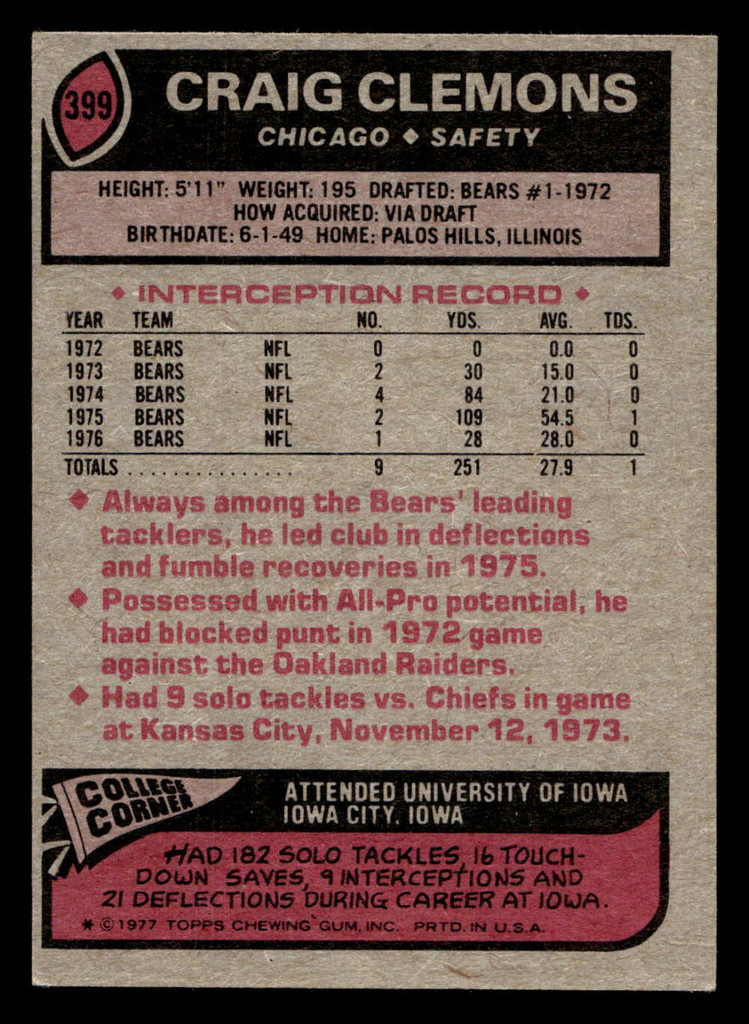 399
CRAIG CLEMONS
CHICAGO ◆ SAFETY
HEIGHT: 5'11" WEIGHT: 195 DRAFTED: BEARS #1-1972
HOW ACQUIRED: VIA DRAFT
BIRTHDATE: 6-1-49 HOME: PALOS HILLS, ILLINOIS
◆ INTERCEPTION RECORD ◆
YEAR TEAM NO. YDS. AVG. TDS.
1972 BEARS NFL 0 0 0.0 0
1973 BEARS NFL 2 30 15.0 0
1974 BEARS NFL 4 84 21.0 0
1975 BEARS NFL 2 109 54.5 1
1976 BEARS NFL 1 28 28.0 0
TOTALS ................ 9 251 27.9 1
◆ Always among the Bears' leading
tacklers, he led club in deflections
and fumble recoveries in 1975.
◆ Possessed with All-Pro potential, he
had blocked punt in 1972 game
against the Oakland Raiders.
◆ Had 9 solo tackles vs. Chiefs in game
at Kansas City, November 12, 1973.
COLLEGE
CORNER
ATTENDED UNIVERSITY OF IOWA
IOWA CITY, IOWA
HAD 182 SOLO TACKLES, 16 TOUCH-
DOWN SAVES, 9 INTERCEPTIONS AND
21 DEFLECTIONS DURING CAREER AT IOWA.
* © 1977 TOPPS CHEWING GUM, INC. PRTD. IN U.S.A.